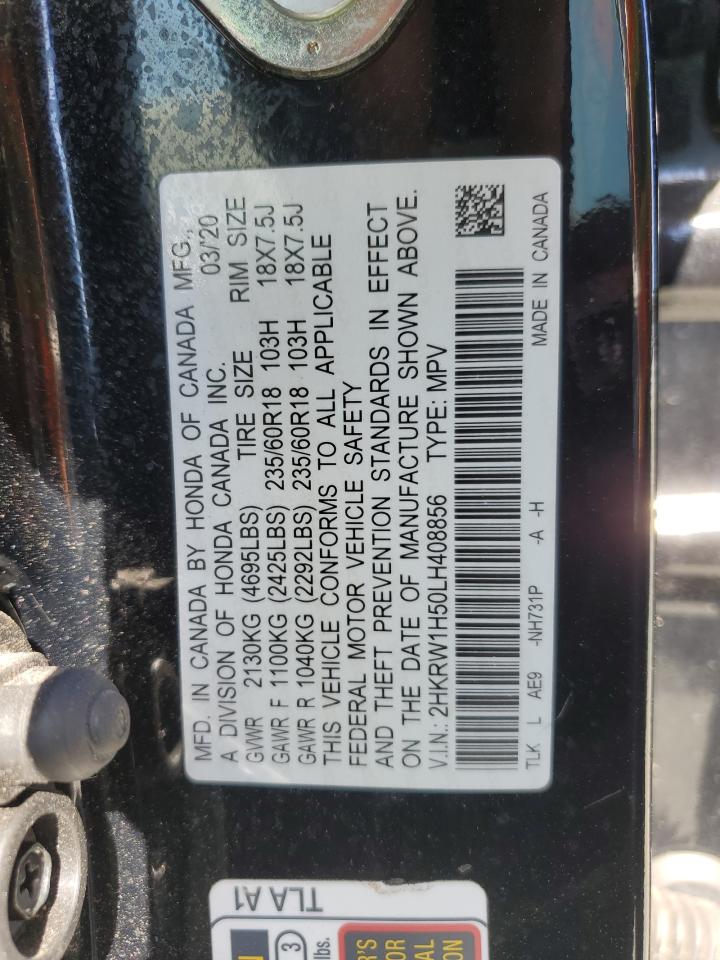 MFD. IN CANADA BY HONDA OF CANADA MFG.,
A DIVISION OF HONDA CANADA INC. 03/'20
GVWR 2130KG (4695LBS) TIRE SIZE RIM SIZE
GAWR F 1100KG (2425LBS) 235/60R18 103H 18X7.5J
GAWR R 1040KG (2292LBS) 235/60R18 103H 18X7.5J
THIS VEHICLE CONFORMS TO ALL APPLICABLE
FEDERAL MOTOR VEHICLE SAFETY
AND THEFT PREVENTION STANDARDS IN EFFECT
ON THE DATE OF MANUFACTURE SHOWN ABOVE.
V.I.N.: 2HKRW1H50LH408856 TYPE: MPV
TLK L AE9 -NH731P -A -H MADE IN CANADA
TLA A1
3
lbs.